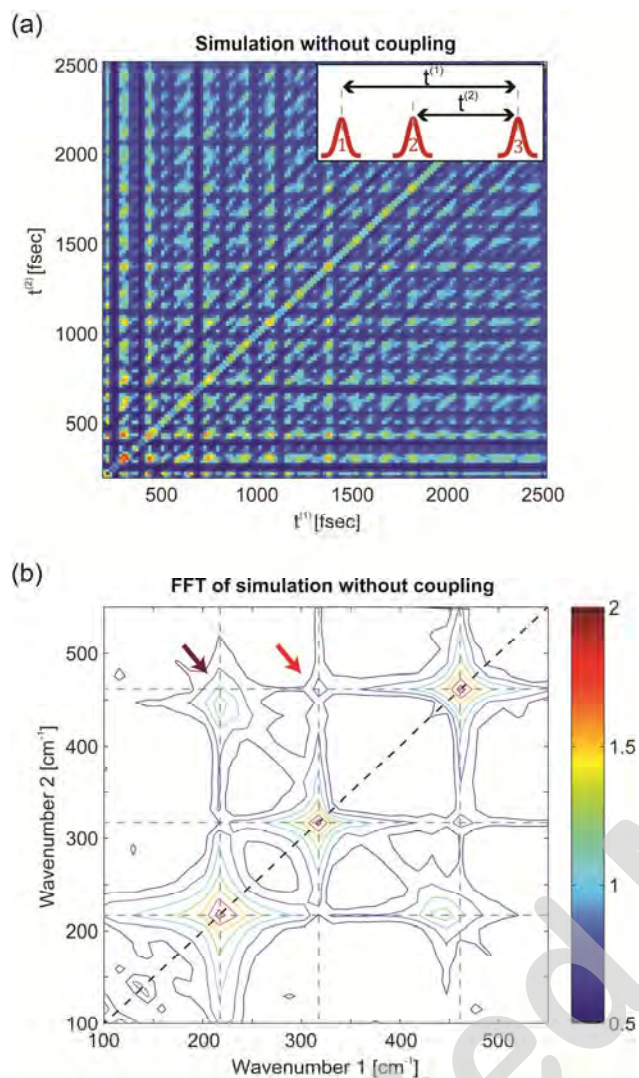 (a)
Simulation without coupling
2500
2000
1500
1000
500
t(2) [fsec]
t(1)
t(2)
1 2 3
500 1000 1500 2000 2500
t(1) [fsec]
(b)
FFT of simulation without coupling
500
400
300
200
100
Wavenumber 2 [cm-1]
100 200 300 400 500
Wavenumber 1 [cm-1]
2
1.5
1
0.5